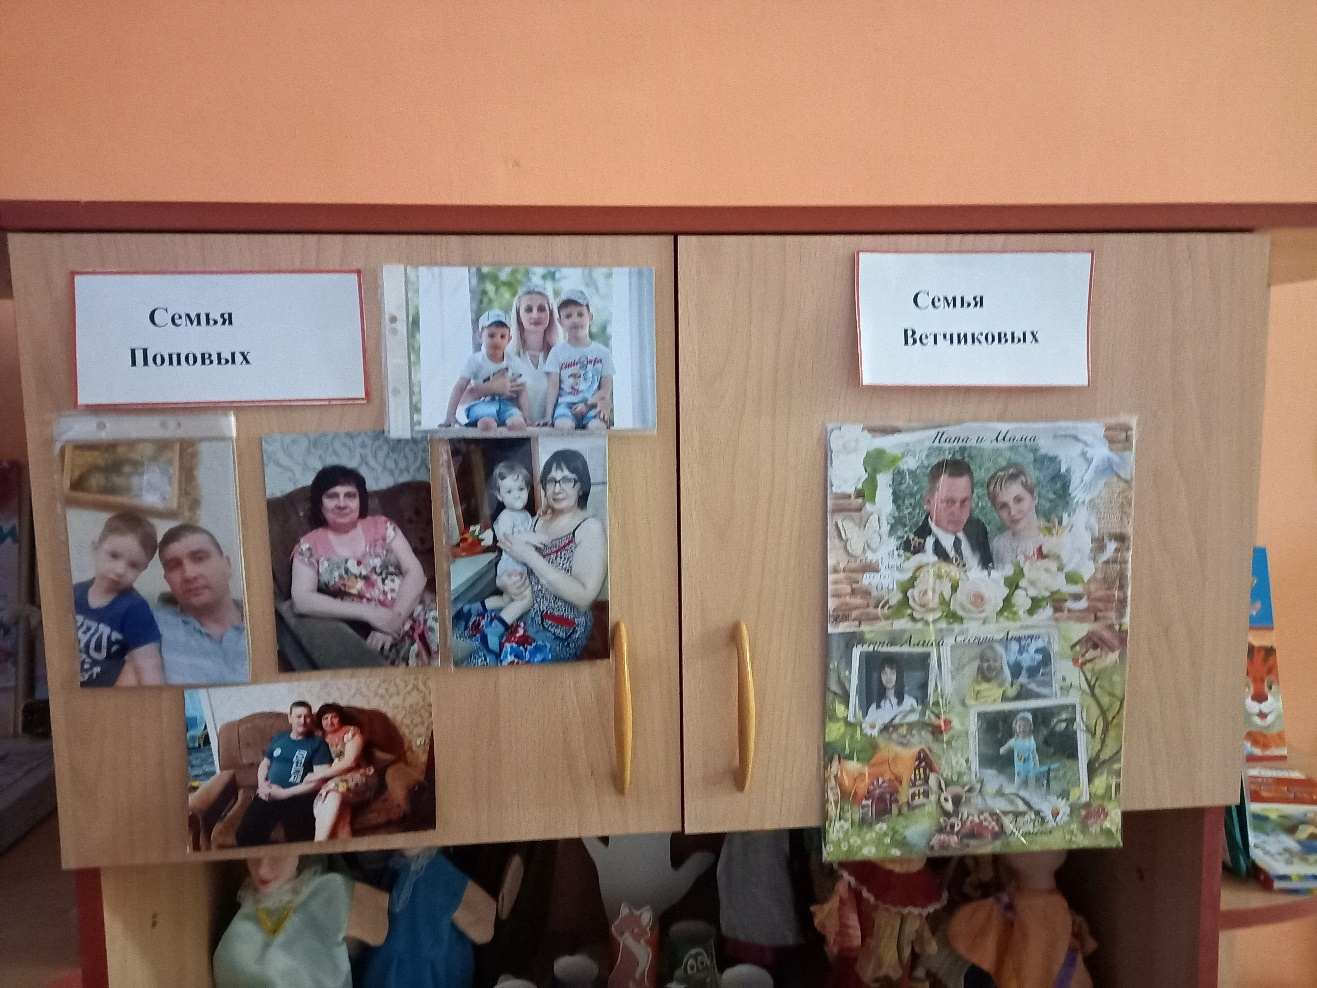 Семья
Поповых
Семья
Ветчиковых
Папа и Мама